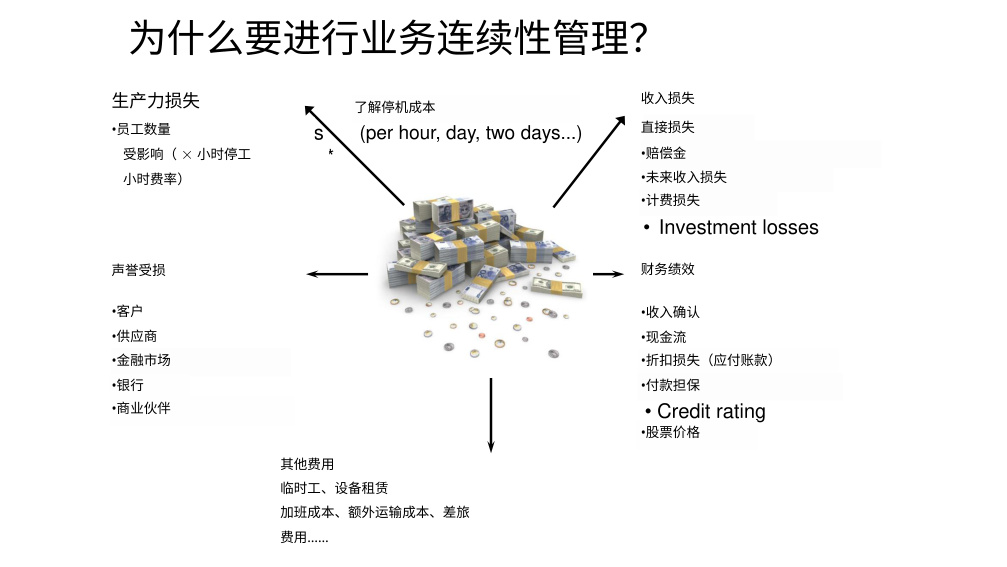 为什么要进行业务连续性管理？
生产力损失
•员工数量
受影响（ × 小时停工
小时费率）
了解停机成本
s (per hour, day, two days...)
*
收入损失
直接损失
•赔偿金
•未来收入损失
•计费损失
• Investment losses
声誉受损
•客户
•供应商
•金融市场
•银行
•商业伙伴
财务绩效
•收入确认
•现金流
•折扣损失（应付账款）
•付款担保
• Credit rating
•股票价格
其他费用
临时工、设备租赁
加班成本、额外运输成本、差旅
费用......